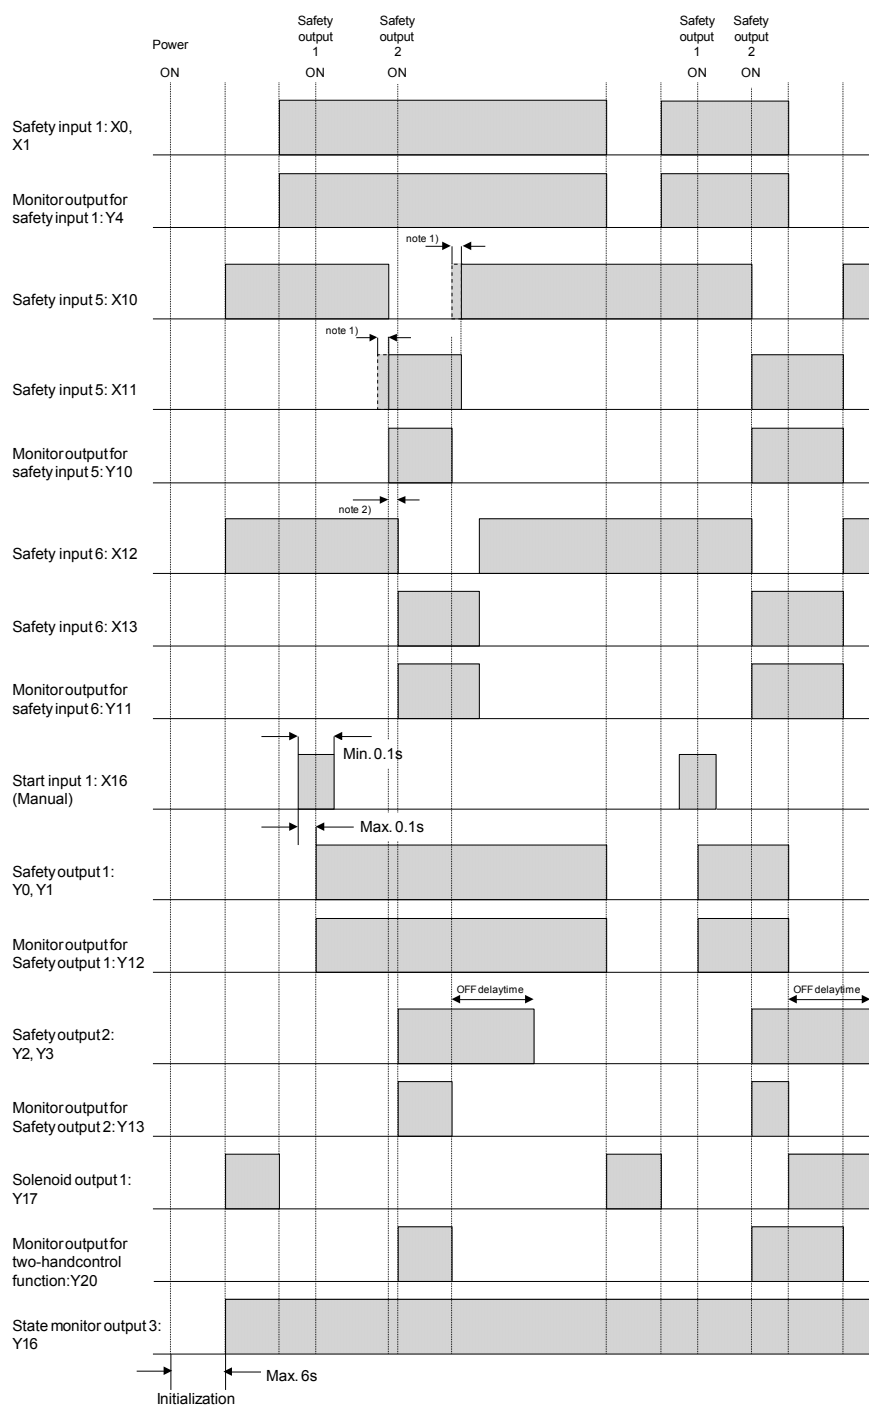 Power
ON
Safety
output
1
ON
Safety
output
2
ON
Safety
output
1
ON
Safety
output
2
ON
Safety input 1: X0,
X1
Monitor output for
safety input 1: Y4
note 1)
Safety input 5: X10
note 1)
Safety input 5: X11
Monitor output for
safety input 5: Y10
note 2)
Safety input 6: X12
Safety input 6: X13
Monitor output for
safety input 6: Y11
Min. 0.1s
Start input 1: X16
(Manual)
Max. 0.1s
Safety output 1:
Y0, Y1
Monitor output for
Safety output 1: Y12
OFF delaytime
OFF delaytime
Safety output 2:
Y2, Y3
Monitor output for
Safety output 2: Y13
Solenoid output 1:
Y17
Monitor output for
two-handcontrol
function: Y20
State monitor output 3:
Y16
Max. 6s
Initialization